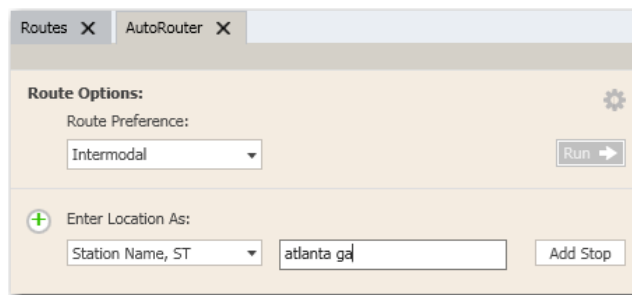 Routes X AutoRouter X
Route Options:
Route Preference:
Intermodal
Run
Enter Location As:
Station Name, ST
atlanta ga
Add Stop